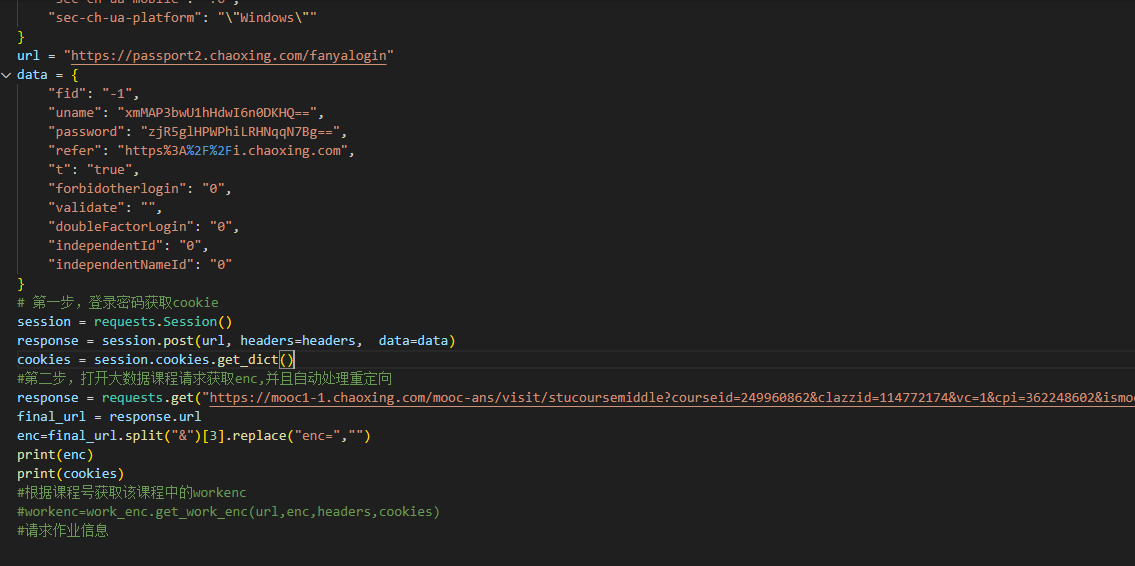 "sec-ch-ua-mobile": "?0",
"sec-ch-ua-platform": "\"Windows\""
}
url = "https://passport2.chaoxing.com/fanyalogin"
data = {
"fid": "-1",
"uname": "xmMAP3bwU1hHdwI6n0DKHQ==",
"password": "zjR5glHPWPhiLRHNqqN7Bg==",
"refer": "https%3A%2F%2Fi.chaoxing.com",
"t": "true",
"forbidotherlogin": "0",
"validate": "",
"doubleFactorLogin": "0",
"independentId": "0",
"independentNameId": "0"
}
# 第一步，登录密码获取cookie
session = requests.Session()
response = session.post(url, headers=headers,  data=data)
cookies = session.cookies.get_dict()
#第二步，打开大数据课程请求获取enc,并且自动处理重定向
response = requests.get("https://mooc1-1.chaoxing.com/mooc-ans/visit/stucoursemiddle?courseid=249960862&clazzid=114772174&vc=1&cpi=362248602&ismoo
final_url = response.url
enc=final_url.split("&")[3].replace("enc=","")
print(enc)
print(cookies)
#根据课程号获取该课程中的workenc
#workenc=work_enc.get_work_enc(url,enc,headers,cookies)
#请求作业信息